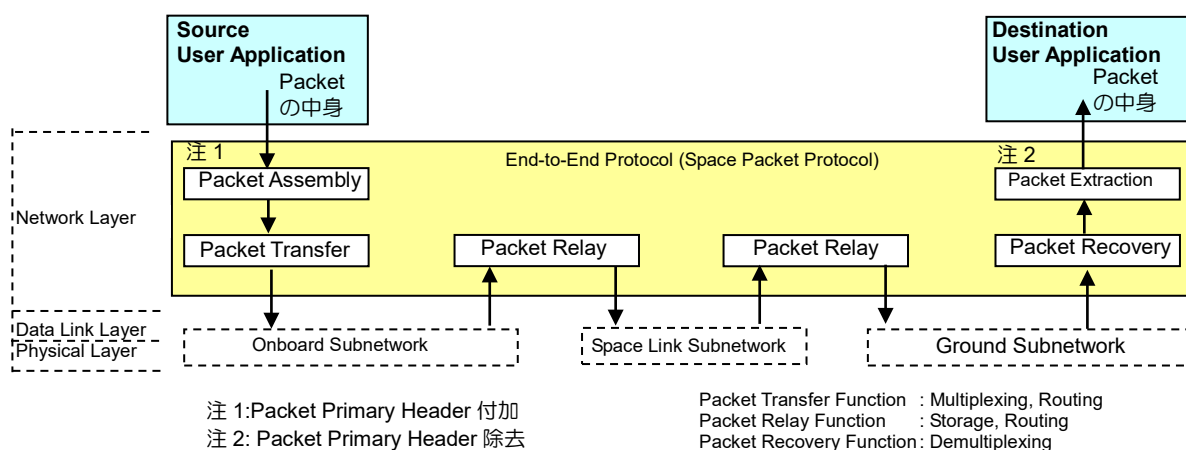 Source
User Application
Packet
の中身
Destination
User Application
Packet
の中身
注 1
End-to-End Protocol (Space Packet Protocol)
注 2
Packet Assembly
Packet Extraction
Network Layer
Packet Transfer
Packet Relay
Packet Relay
Packet Recovery
Data Link Layer
Physical Layer
Onboard Subnetwork
Space Link Subnetwork
Ground Subnetwork
注 1:Packet Primary Header 付加
注 2: Packet Primary Header 除去
Packet Transfer Function : Multiplexing, Routing
Packet Relay Function : Storage, Routing
Packet Recovery Function : Demultiplexing